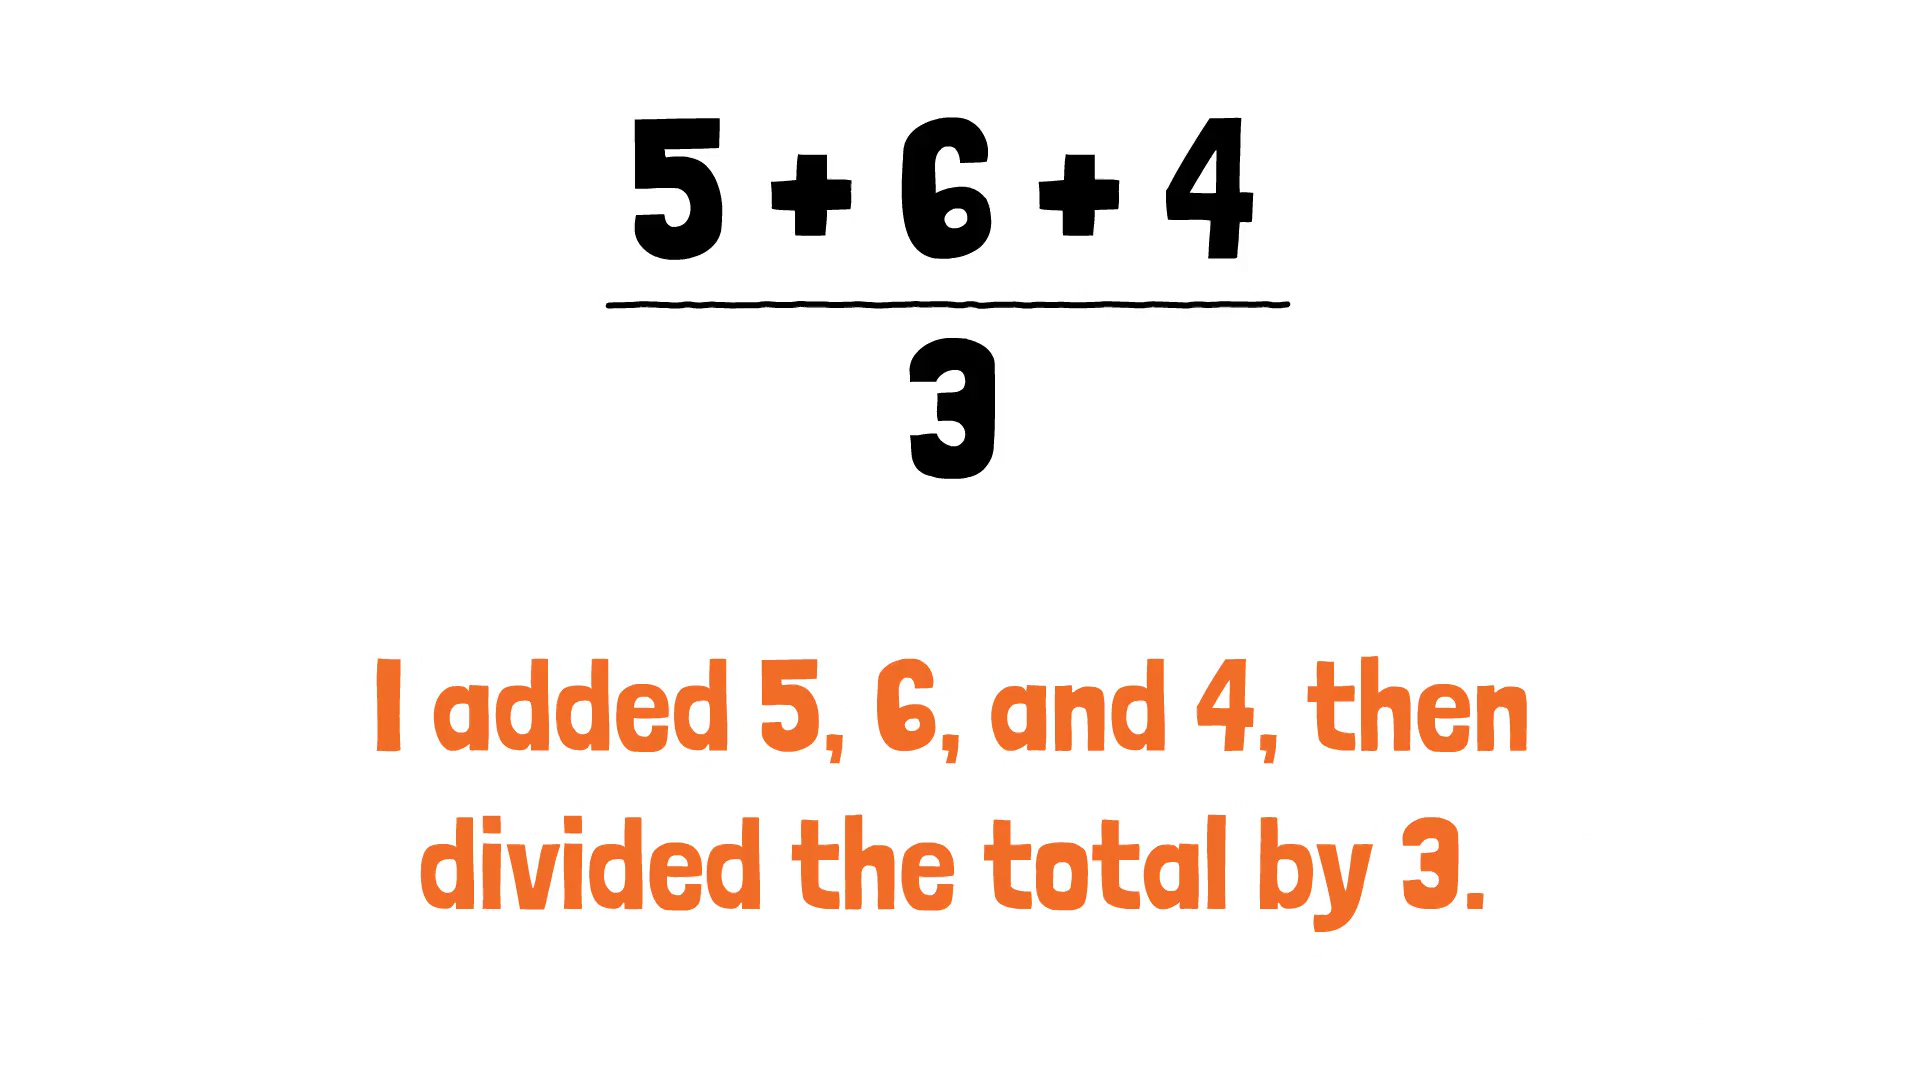 5 + 6 + 4
3
I added 5, 6, and 4, then
divided the total by 3.